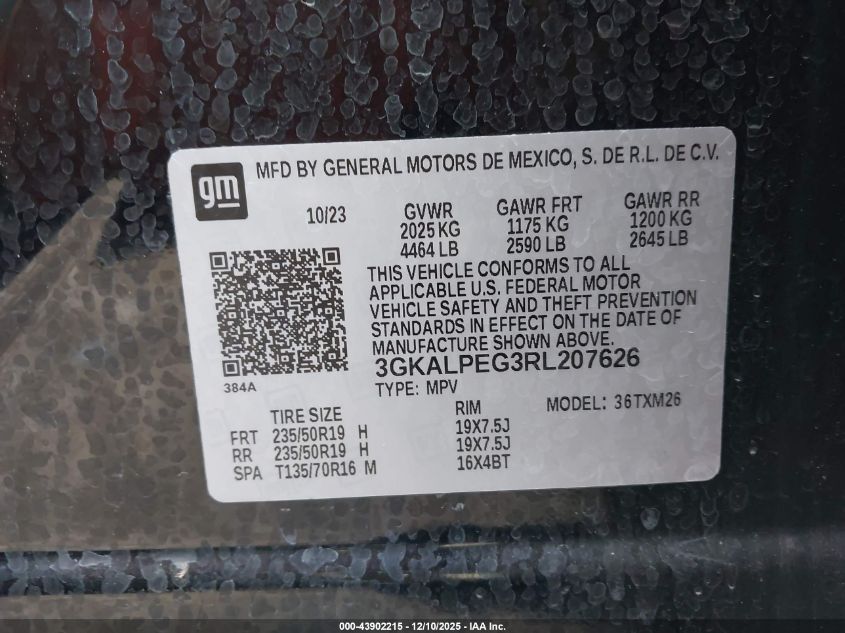 gm
MFD BY GENERAL MOTORS DE MEXICO, S. DE R.L. DE C.V.
10/23
GVWR GAWR FRT GAWR RR
2025 KG 1175 KG 1200 KG
4464 LB 2590 LB 2645 LB
THIS VEHICLE CONFORMS TO ALL
APPLICABLE U.S. FEDERAL MOTOR
VEHICLE SAFETY AND THEFT PREVENTION
STANDARDS IN EFFECT ON THE DATE OF
MANUFACTURE SHOWN ABOVE.
3GKALPEG3RL207626
384A
TYPE: MPV
MODEL: 36TXM26
TIRE SIZE RIM
FRT 235/50R19 H 19X7.5J
RR 235/50R19 H 19X7.5J
SPA T135/70R16 M 16X4BT
000-43902215 - 12/10/2025 - IAA Inc.